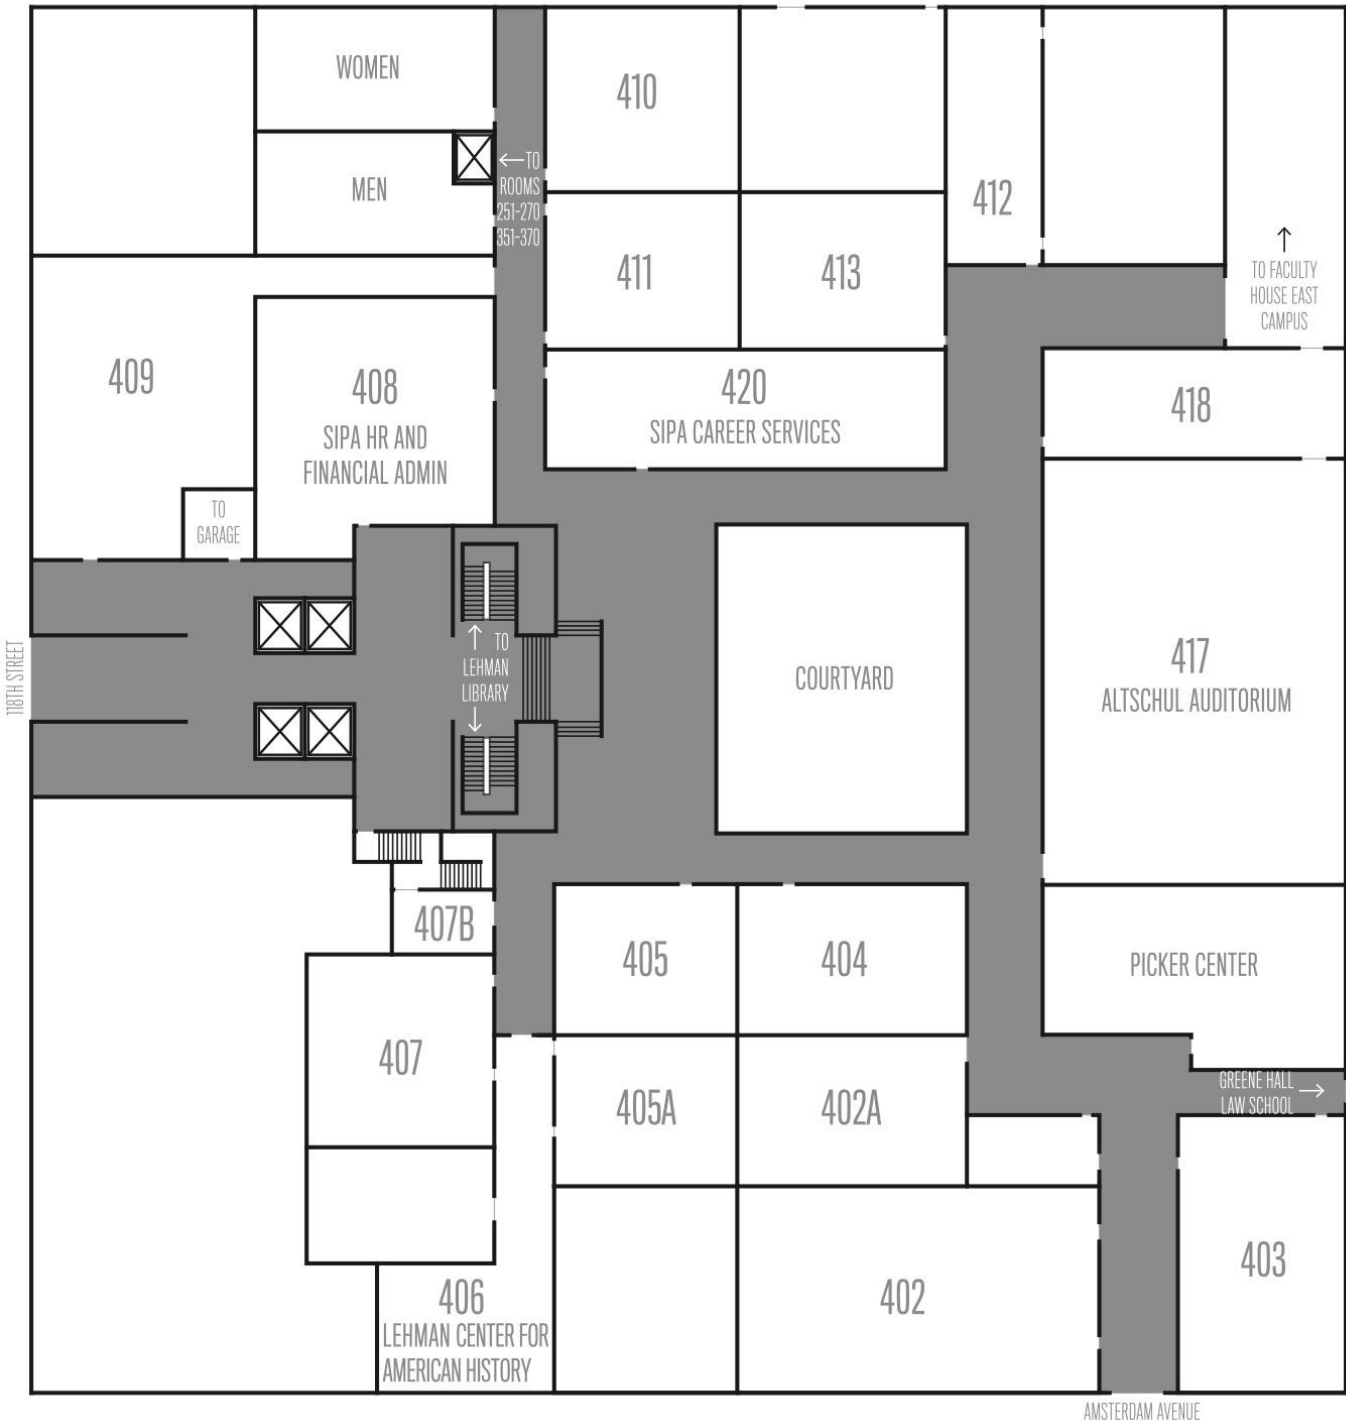 WOMEN
410
MEN
←TO
ROOMS
251-270
351-370
412
411
413
↑
TO FACULTY
HOUSE EAST
CAMPUS
409
408
SIPA HR AND
FINANCIAL ADMIN
420
SIPA CAREER SERVICES
418
TO
GARAGE
118TH STREET
↑ TO
LEHMAN
LIBRARY
↓
COURTYARD
417
ALTSCHUL AUDITORIUM
407B
405
404
PICKER CENTER
407
405A
402A
GREENE HALL →
LAW SCHOOL
406
LEHMAN CENTER FOR
AMERICAN HISTORY
402
403
AMSTERDAM AVENUE